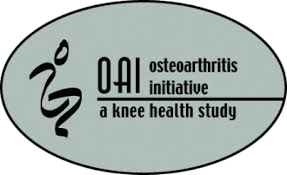 OAI osteoarthritis
initiative
a knee health study